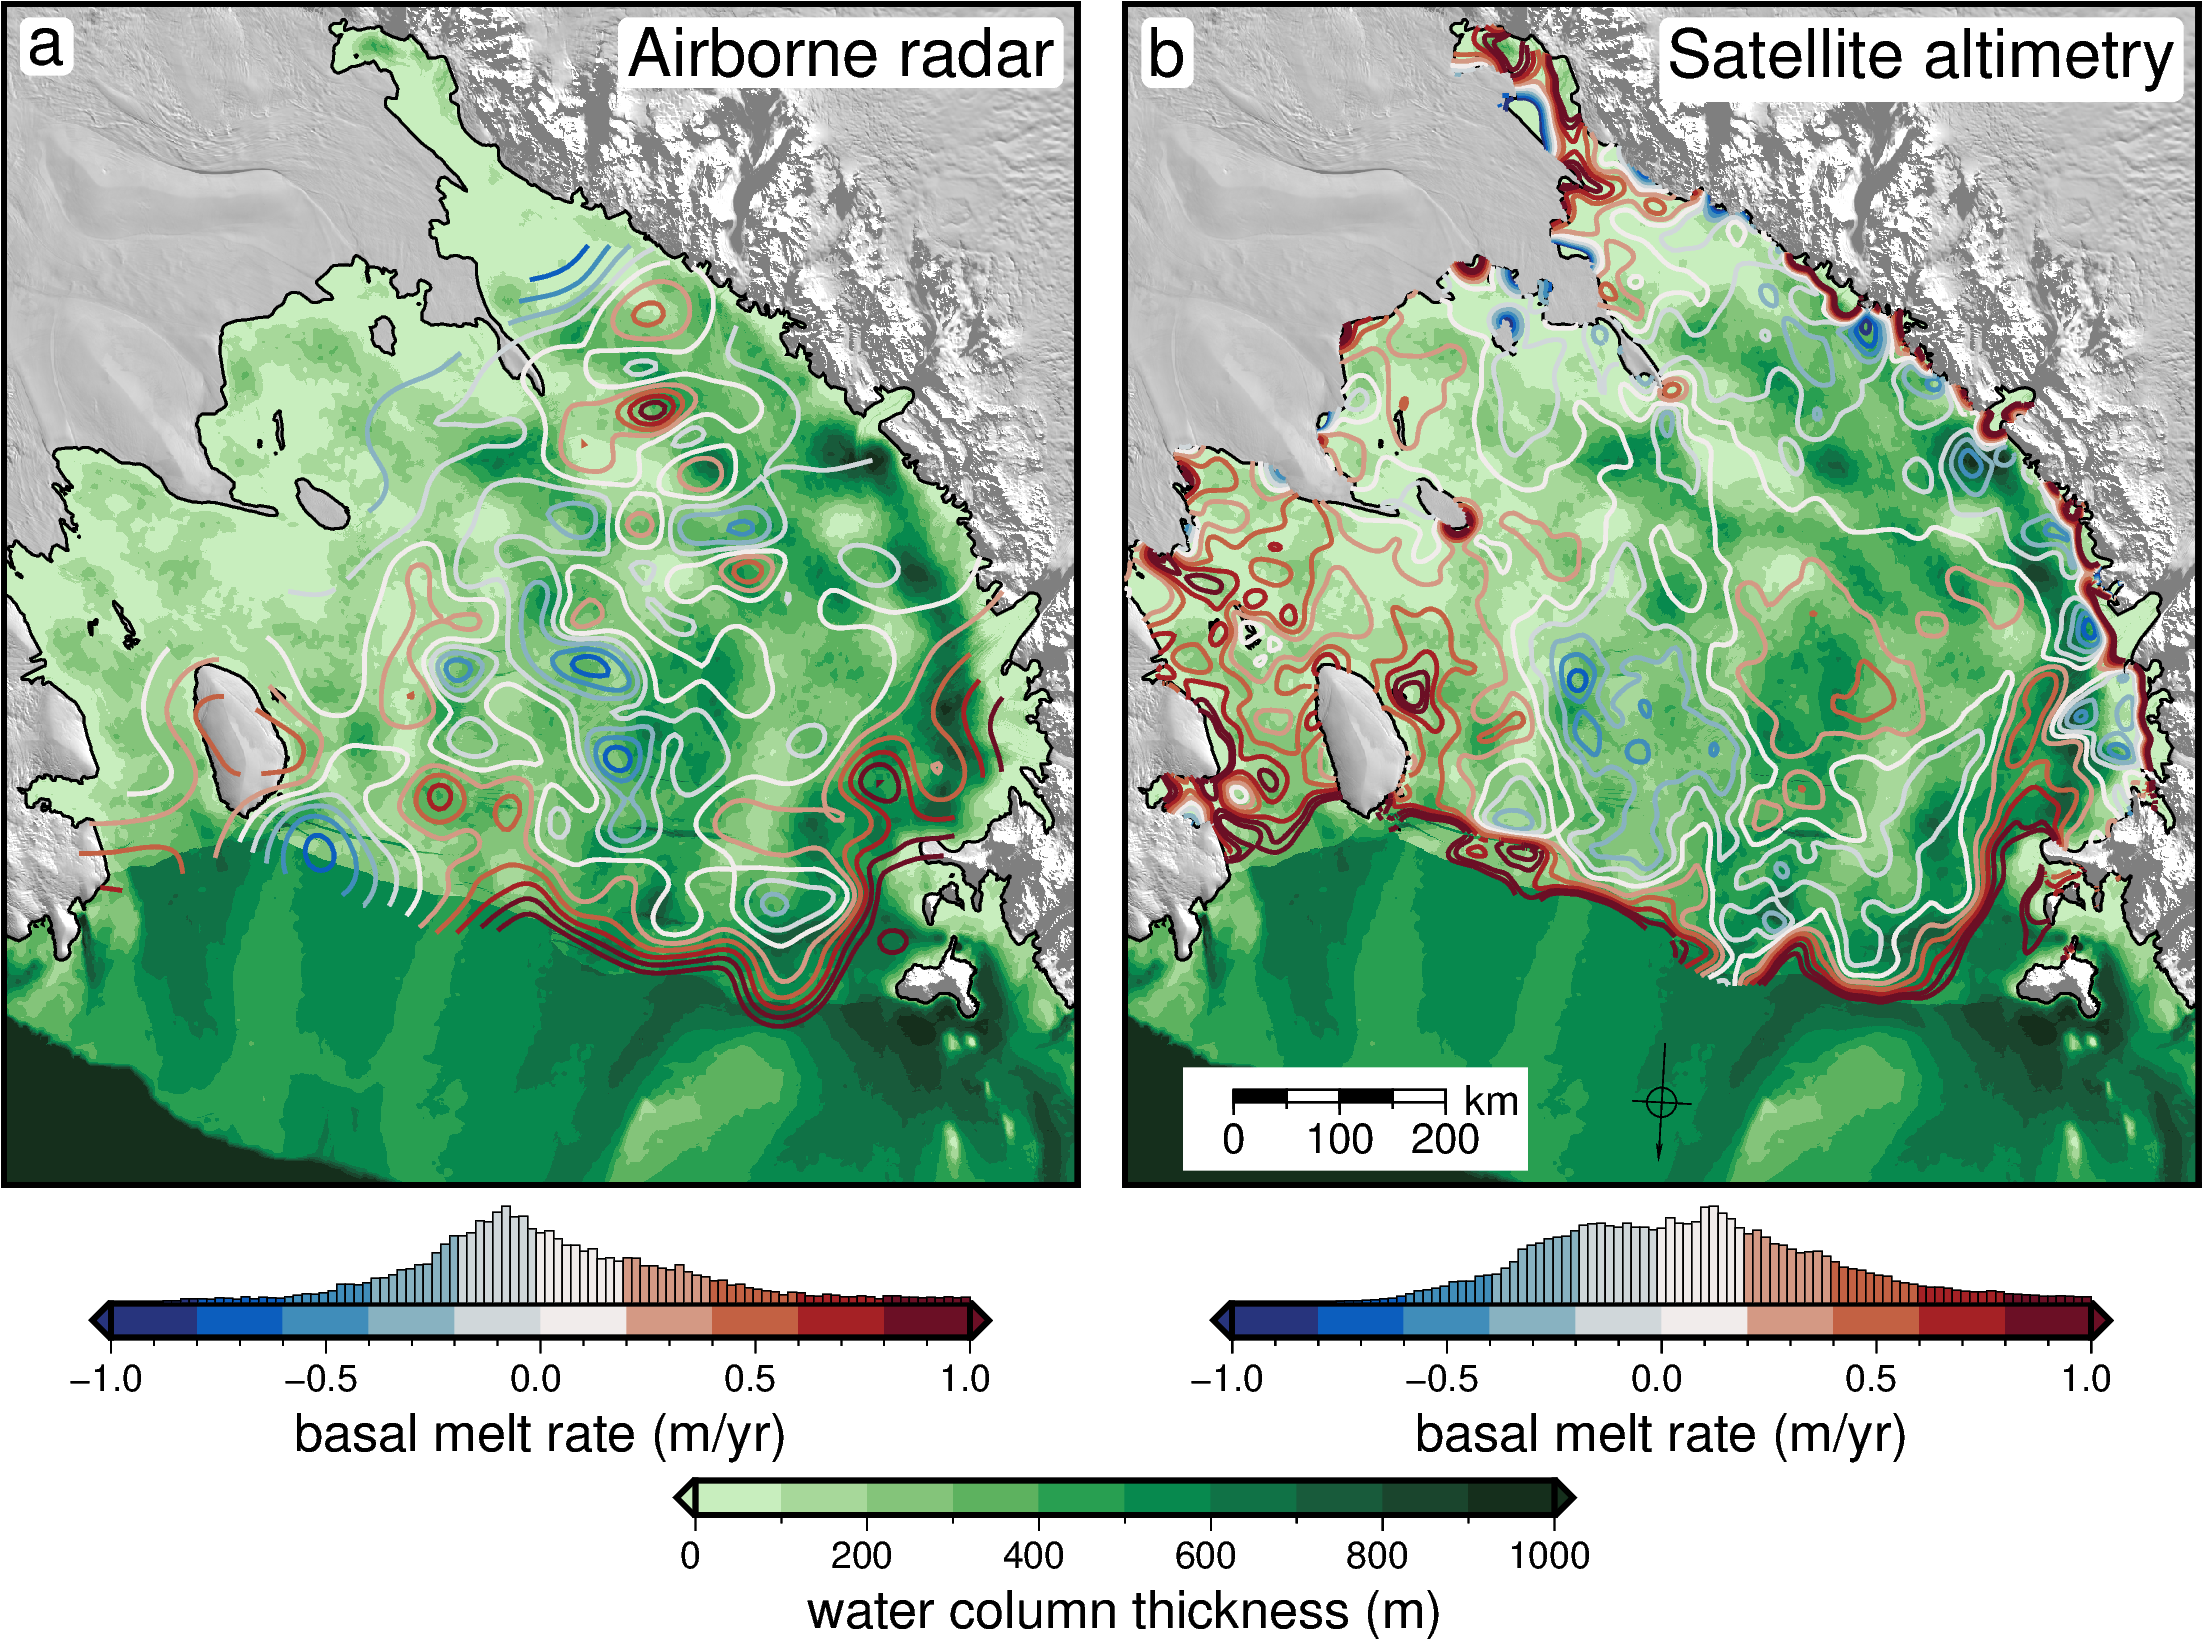 a
Airborne radar
b
Satellite altimetry
km
0 100 200
−1.0 −0.5 0.0 0.5 1.0
basal melt rate (m/yr)
−1.0 −0.5 0.0 0.5 1.0
basal melt rate (m/yr)
0 200 400 600 800 1000
water column thickness (m)